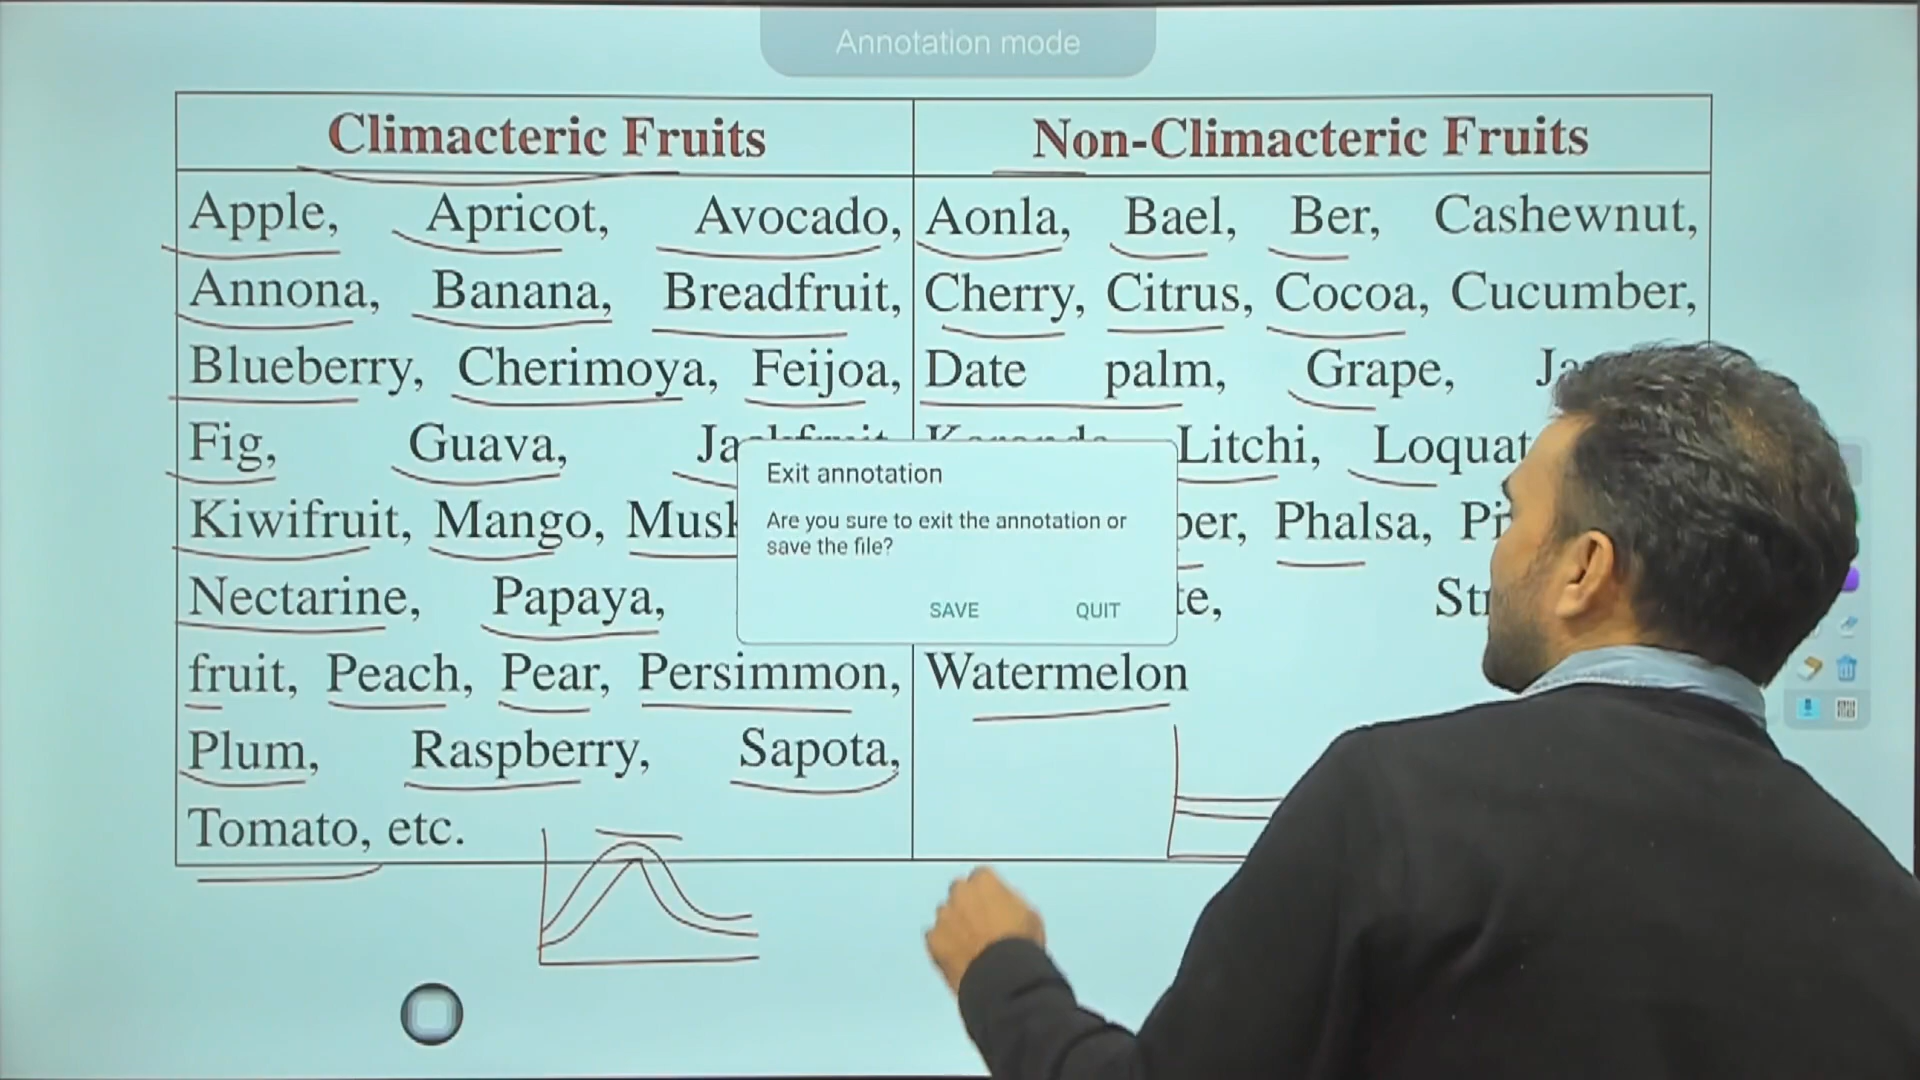 Annotation mode
Climacteric Fruits
Non-Climacteric Fruits
Apple, Apricot, Avocado,
Annona, Banana, Breadfruit,
Blueberry, Cherimoya, Feijoa,
Fig, Guava,
Kiwifruit, Mango,
Nectarine, Papaya,
fruit, Peach, Pear, Persimmon,
Plum, Raspberry, Sapota,
Tomato, etc.
Aonla, Bael, Ber, Cashewnut,
Cherry, Citrus, Cocoa, Cucumber,
Date palm, Grape,
Litchi, Loquat
Phalsa,
Watermelon
Exit annotation
Are you sure to exit the annotation or
save the file?
SAVE QUIT